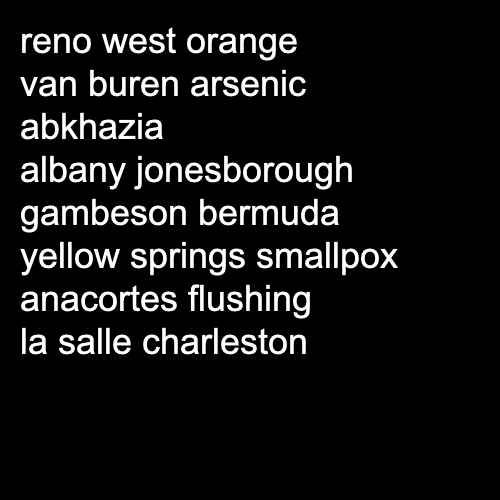 reno west orange
van buren arsenic
abkhazia
albany jonesborough
gambeson bermuda
yellow springs smallpox
anacortes flushing
la salle charleston